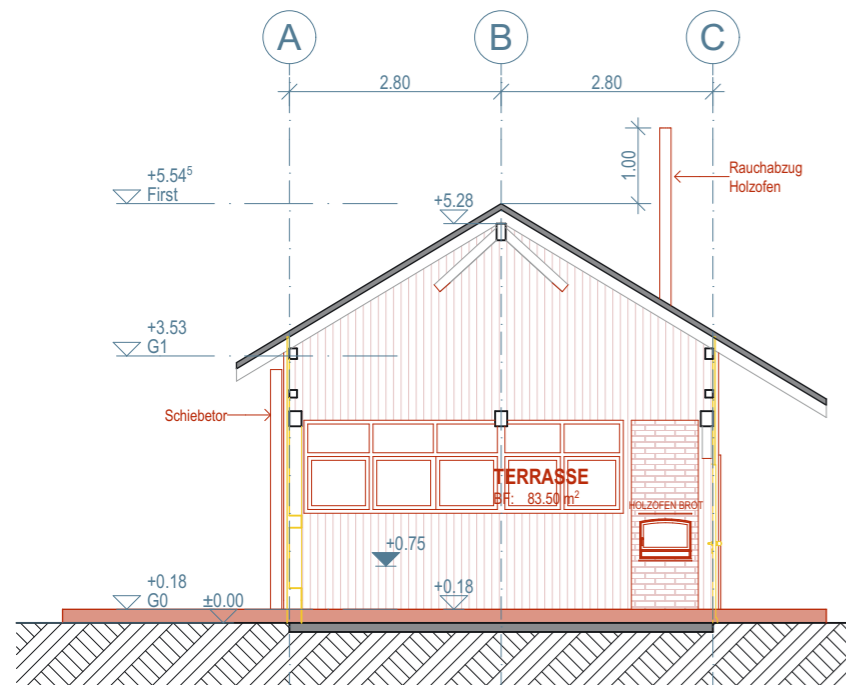 A B C
2.80 2.80
+5.54⁵
First
+5.28
1.00
Rauchabzug
Holzofen
+3.53
G1
Schiebetor
TERRASSE
BF: 83.50 m²
HOLZOFEN BROT
+0.75
+0.18
G0
±0.00
+0.18